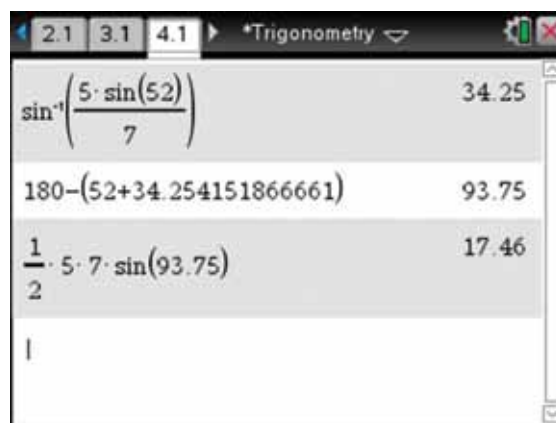 2.1 3.1 4.1 *Trigonometry
sin⁻¹(5·sin(52)/7) 34.25
180−(52+34.254151866661) 93.75
1/2·5·7·sin(93.75) 17.46